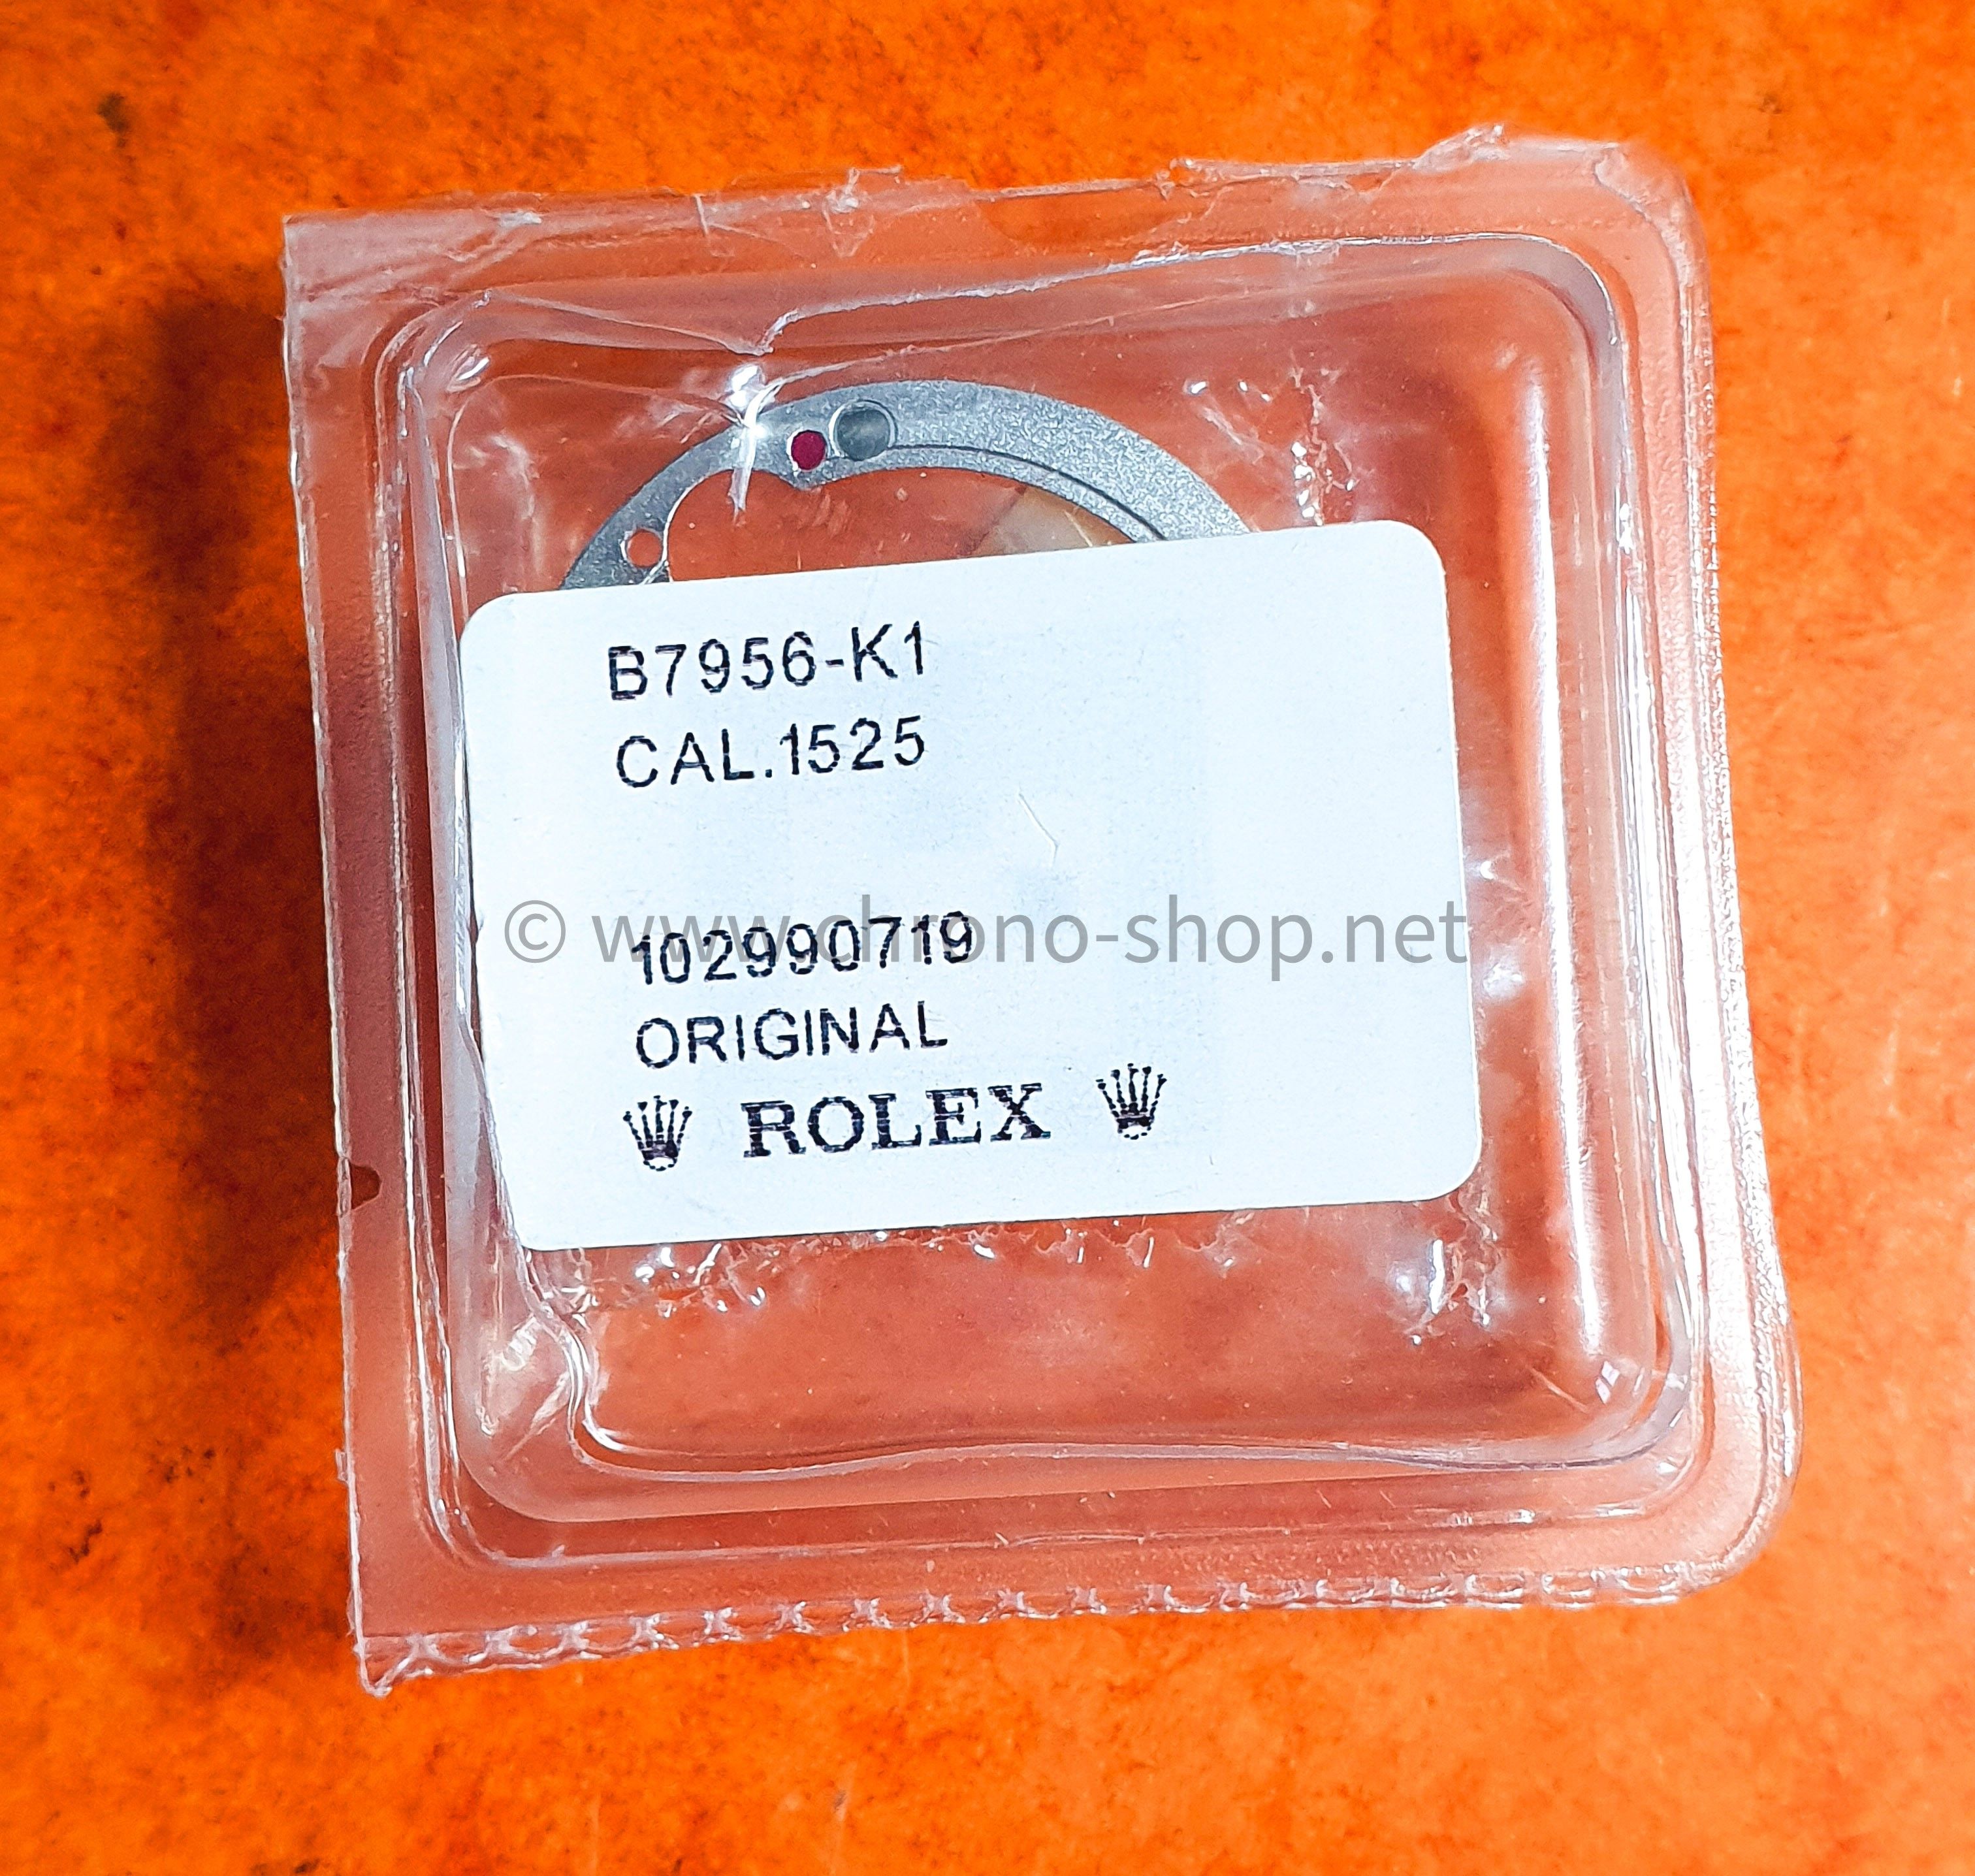 B7956-K1
CAL.1525
© www.chrono-shop.net
102990719
ORIGINAL
ROLEX